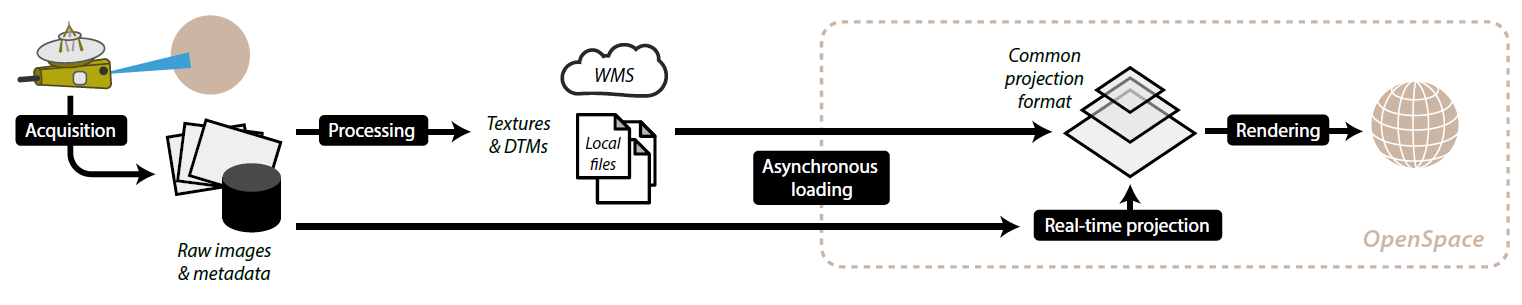 Acquisition
Raw images
& metadata
Processing
Textures
& DTMs
WMS
Local
files
Asynchronous
loading
Common
projection
format
Real-time projection
Rendering
OpenSpace